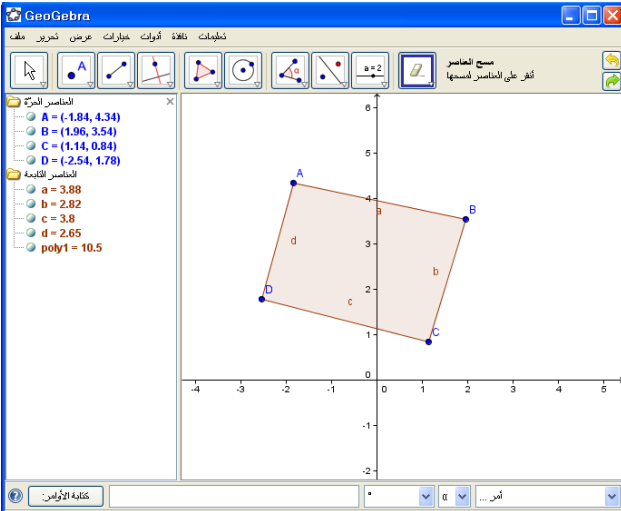 GeoGebra
ملف تحرير عرض خيارات أدوات نافذة تعليمات
مسح العناصر
أنقر على العناصر لمسحها
A
α
a = 2
العناصر الحرّة
A = (-1.84, 4.34)
B = (1.96, 3.54)
C = (1.14, 0.84)
D = (-2.54, 1.78)
العناصر التابعة
a = 3.88
b = 2.82
c = 3.8
d = 2.65
poly1 = 10.5
6
5
4
3
2
1
0
-1
-2
-4 -3 -2 -1 0 1 2 3 4 5
A
B
C
D
a
b
c
d
كتابة الأوامر:
°
α
أمر ...